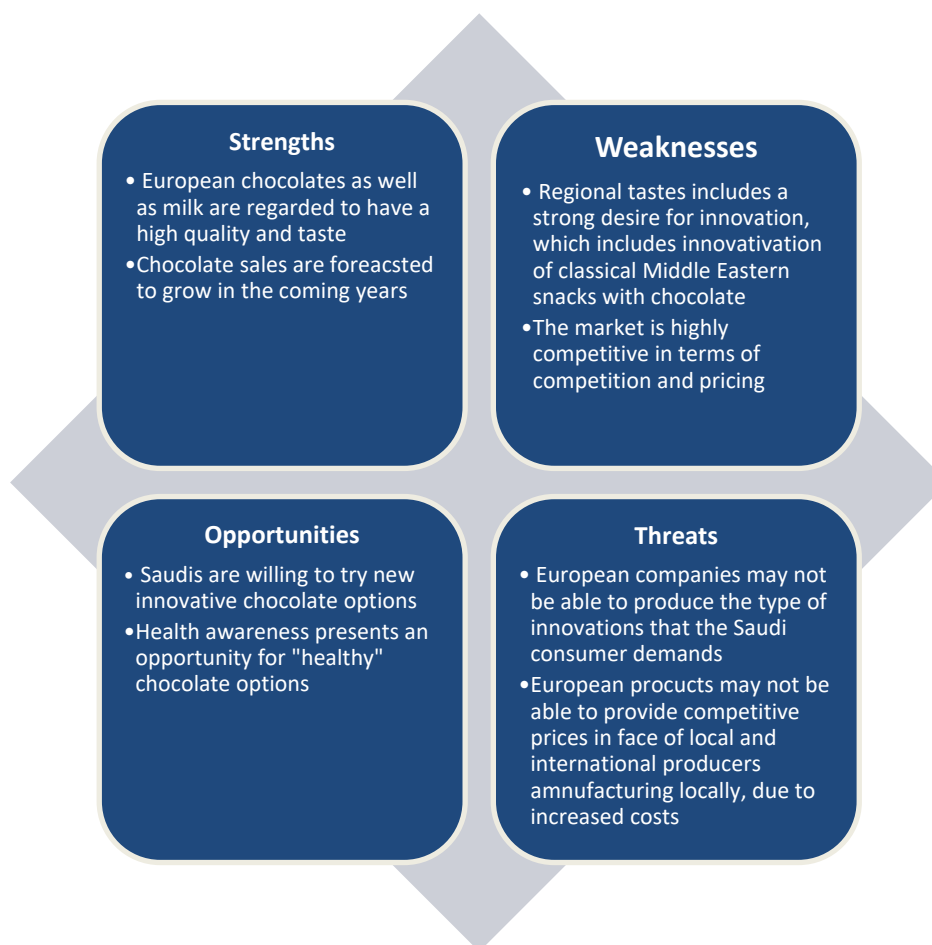 Strengths
• European chocolates as well
as milk are regarded to have a
high quality and taste
•Chocolate sales are foreacsted
to grow in the coming years
Weaknesses
• Regional tastes includes a
strong desire for innovation,
which includes innovativation
of classical Middle Eastern
snacks with chocolate
•The market is highly
competitive in terms of
competition and pricing
Opportunities
• Saudis are willing to try new
innovative chocolate options
•Health awareness presents an
opportunity for "healthy"
chocolate options
Threats
• European companies may not
be able to produce the type of
innovations that the Saudi
consumer demands
•European procucts may not be
able to provide competitive
prices in face of local and
international producers
amnufacturing locally, due to
increased costs